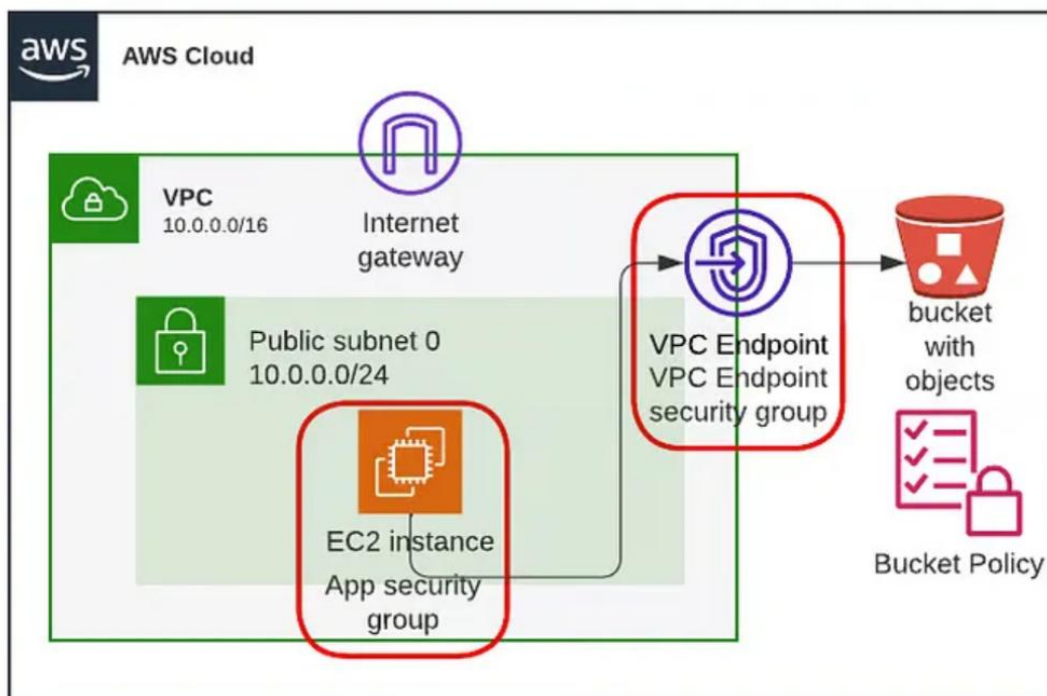 aws
AWS Cloud
VPC
10.0.0.0/16
Internet
gateway
Public subnet 0
10.0.0.0/24
EC2 instance
App security
group
VPC Endpoint
VPC Endpoint
security group
bucket
with
objects
Bucket Policy